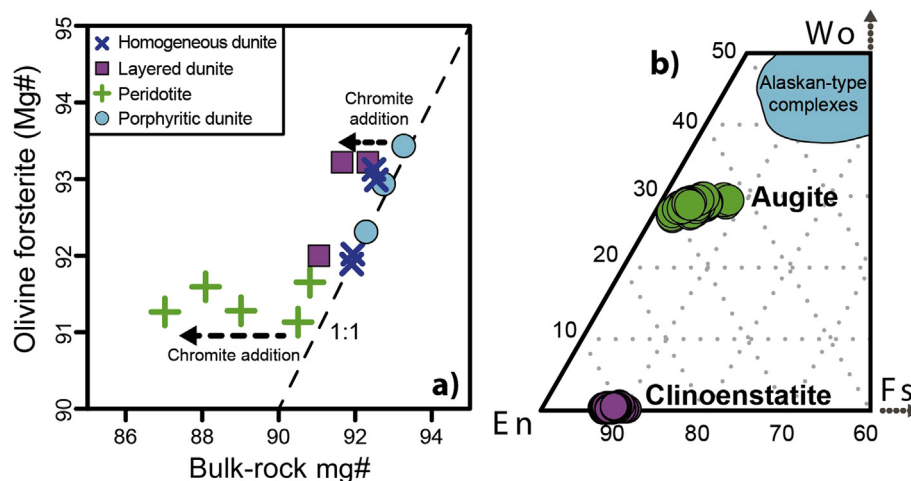 95
94
93
92
91
90
Olivine forsterite (Mg#)
Homogeneous dunite
Layered dunite
Peridotite
Porphyritic dunite
Chromite
addition
1:1
Chromite addition
a)
86
88
90
92
94
Bulk-rock mg#
b)
Wo
50
Alaskan-type
complexes
40
30
Augite
20
10
Clinoenstatite
En
Fs
90
80
70
60